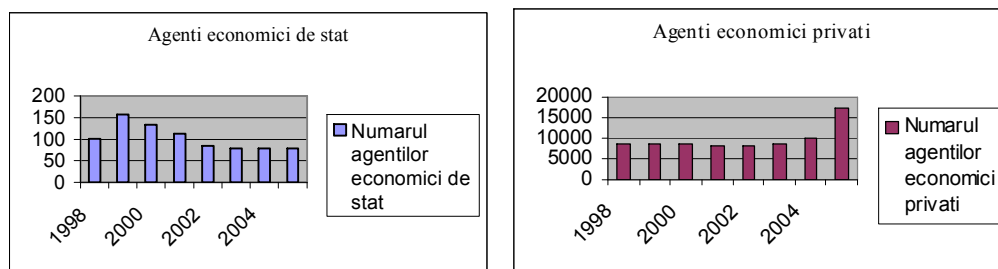 Agenti economici de stat
200
150
100
50
0
1998
2000
2002
2004
Numarul
agentilor
economici de
stat
Agenti economici privati
20000
15000
10000
5000
0
1998
2000
2002
2004
Numarul
agentilor
economici
privati